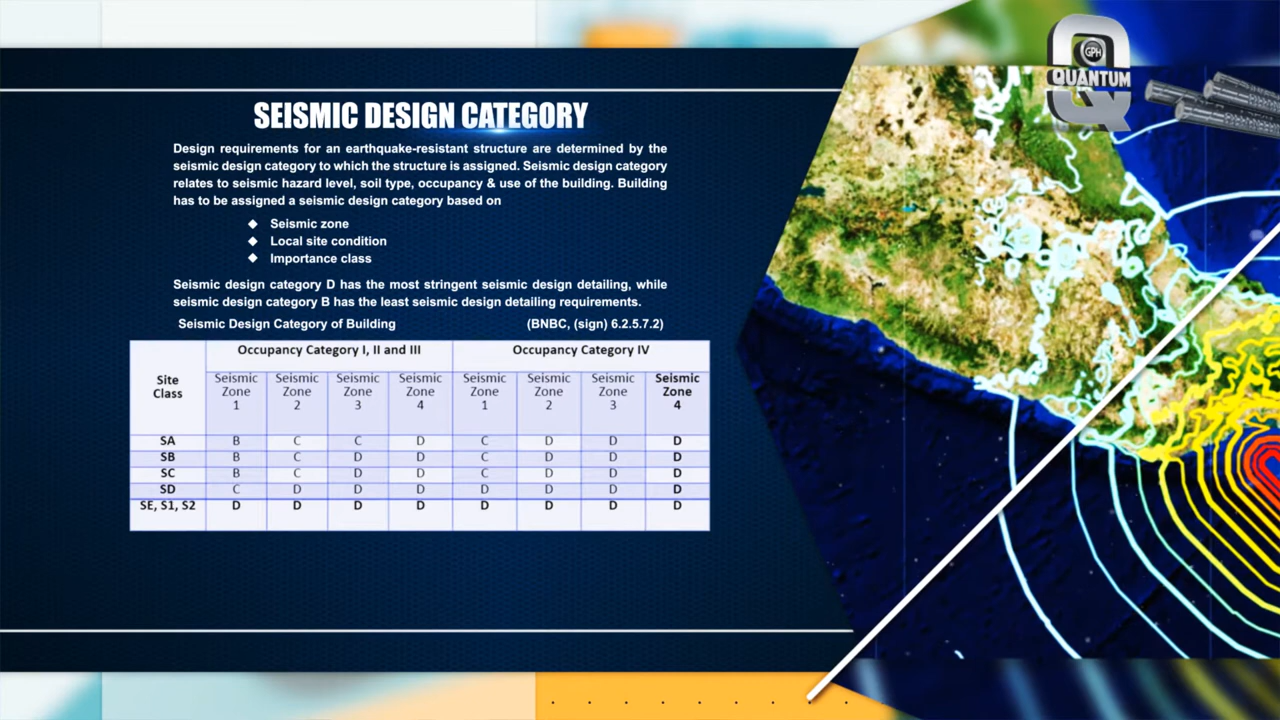 GPH
QUANTUM
SEISMIC DESIGN CATEGORY
Design requirements for an earthquake-resistant structure are determined by the
seismic design category to which the structure is assigned. Seismic design category
relates to seismic hazard level, soil type, occupancy & use of the building. Building
has to be assigned a seismic design category based on
Seismic zone
Local site condition
Importance class
Seismic design category D has the most stringent seismic design detailing, while
seismic design category B has the least seismic design detailing requirements.
Seismic Design Category of Building (BNBC, (sign) 6.2.5.7.2)
Site Class Occupancy Category I, II and III Occupancy Category IV
Seismic Zone 1 Seismic Zone 2 Seismic Zone 3 Seismic Zone 4 Seismic Zone 1 Seismic Zone 2 Seismic Zone 3 Seismic Zone 4
SA B C C D C D D D
SB B C D D C D D D
SC B C D D C D D D
SD C D D D D D D D
SE, S1, S2 D D D D D D D D